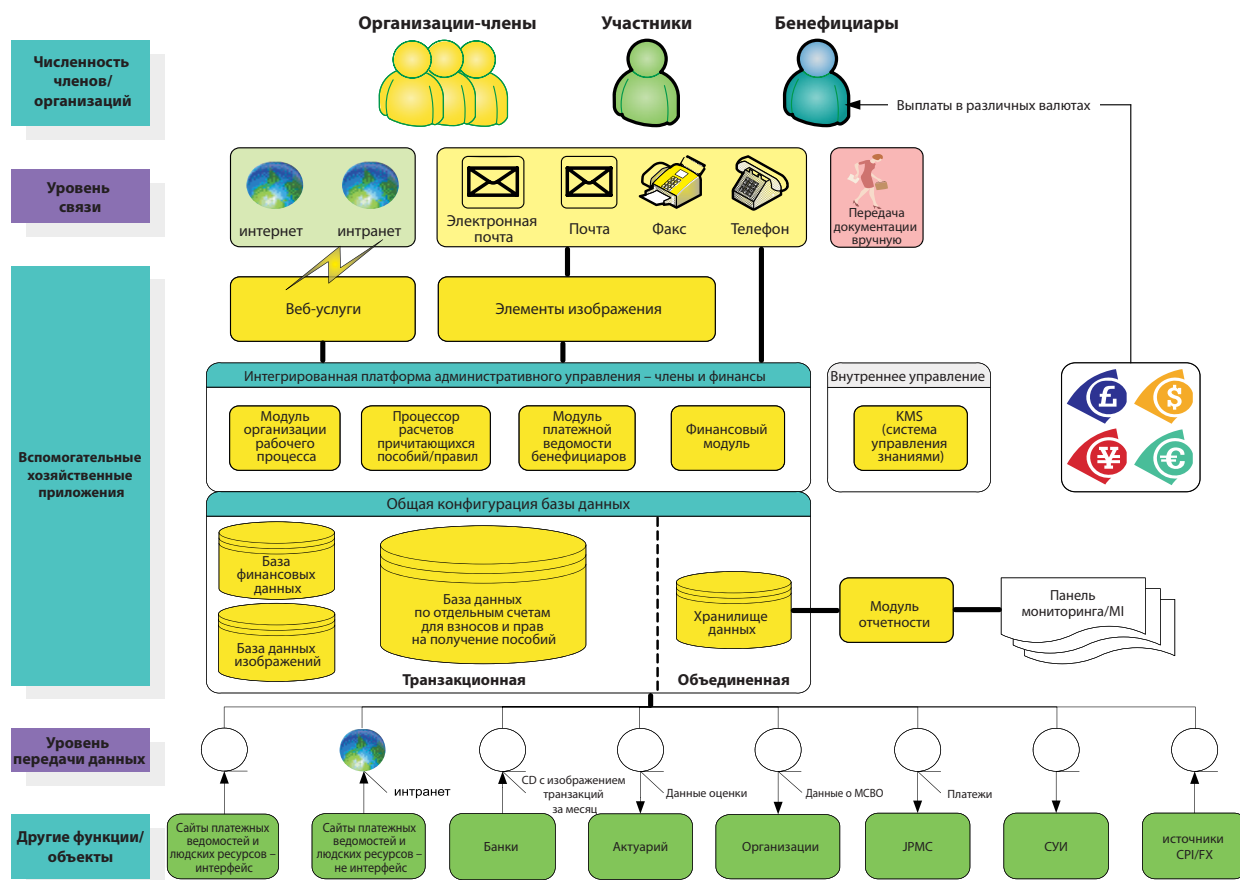 Организации-члены
Участники
Бенефициары
Численность
членов/
организаций
Выплаты в различных валютах
Уровень
связи
интернет
интранет
Электронная
почта
Почта
Факс
Телефон
Передача
документации
вручную
Вспомогательные
хозяйственные
приложения
Веб-услуги
Элементы изображения
Интегрированная платформа административного управления – члены и финансы
Внутреннее управление
Модуль
организации
рабочего
процесса
Процессор
расчетов
причитающихся
пособий/правил
Модуль
платежной
ведомости
бенефициаров
Финансовый
модуль
KMS
(система
управления
знаниями)
£
$
¥
€
Общая конфигурация базы данных
База
финансовых
данных
База данных
изображений
База данных
по отдельным счетам
для взносов и прав
на получение пособий
Хранилище
данных
Модуль
отчетности
Панель
мониторинга/MI
Транзакционная
Объединенная
Уровень
передачи данных
интранет
CD с изображением
транзакций
за месяц
Данные оценки
Данные о МСВО
Платежи
Другие функции/
объекты
Сайты платежных
ведомостей и
людских ресурсов –
интерфейс
Сайты платежных
ведомостей и
людских ресурсов –
не интерфейс
Банки
Актуарий
Организации
JPMC
СУИ
источники
CPI/FX